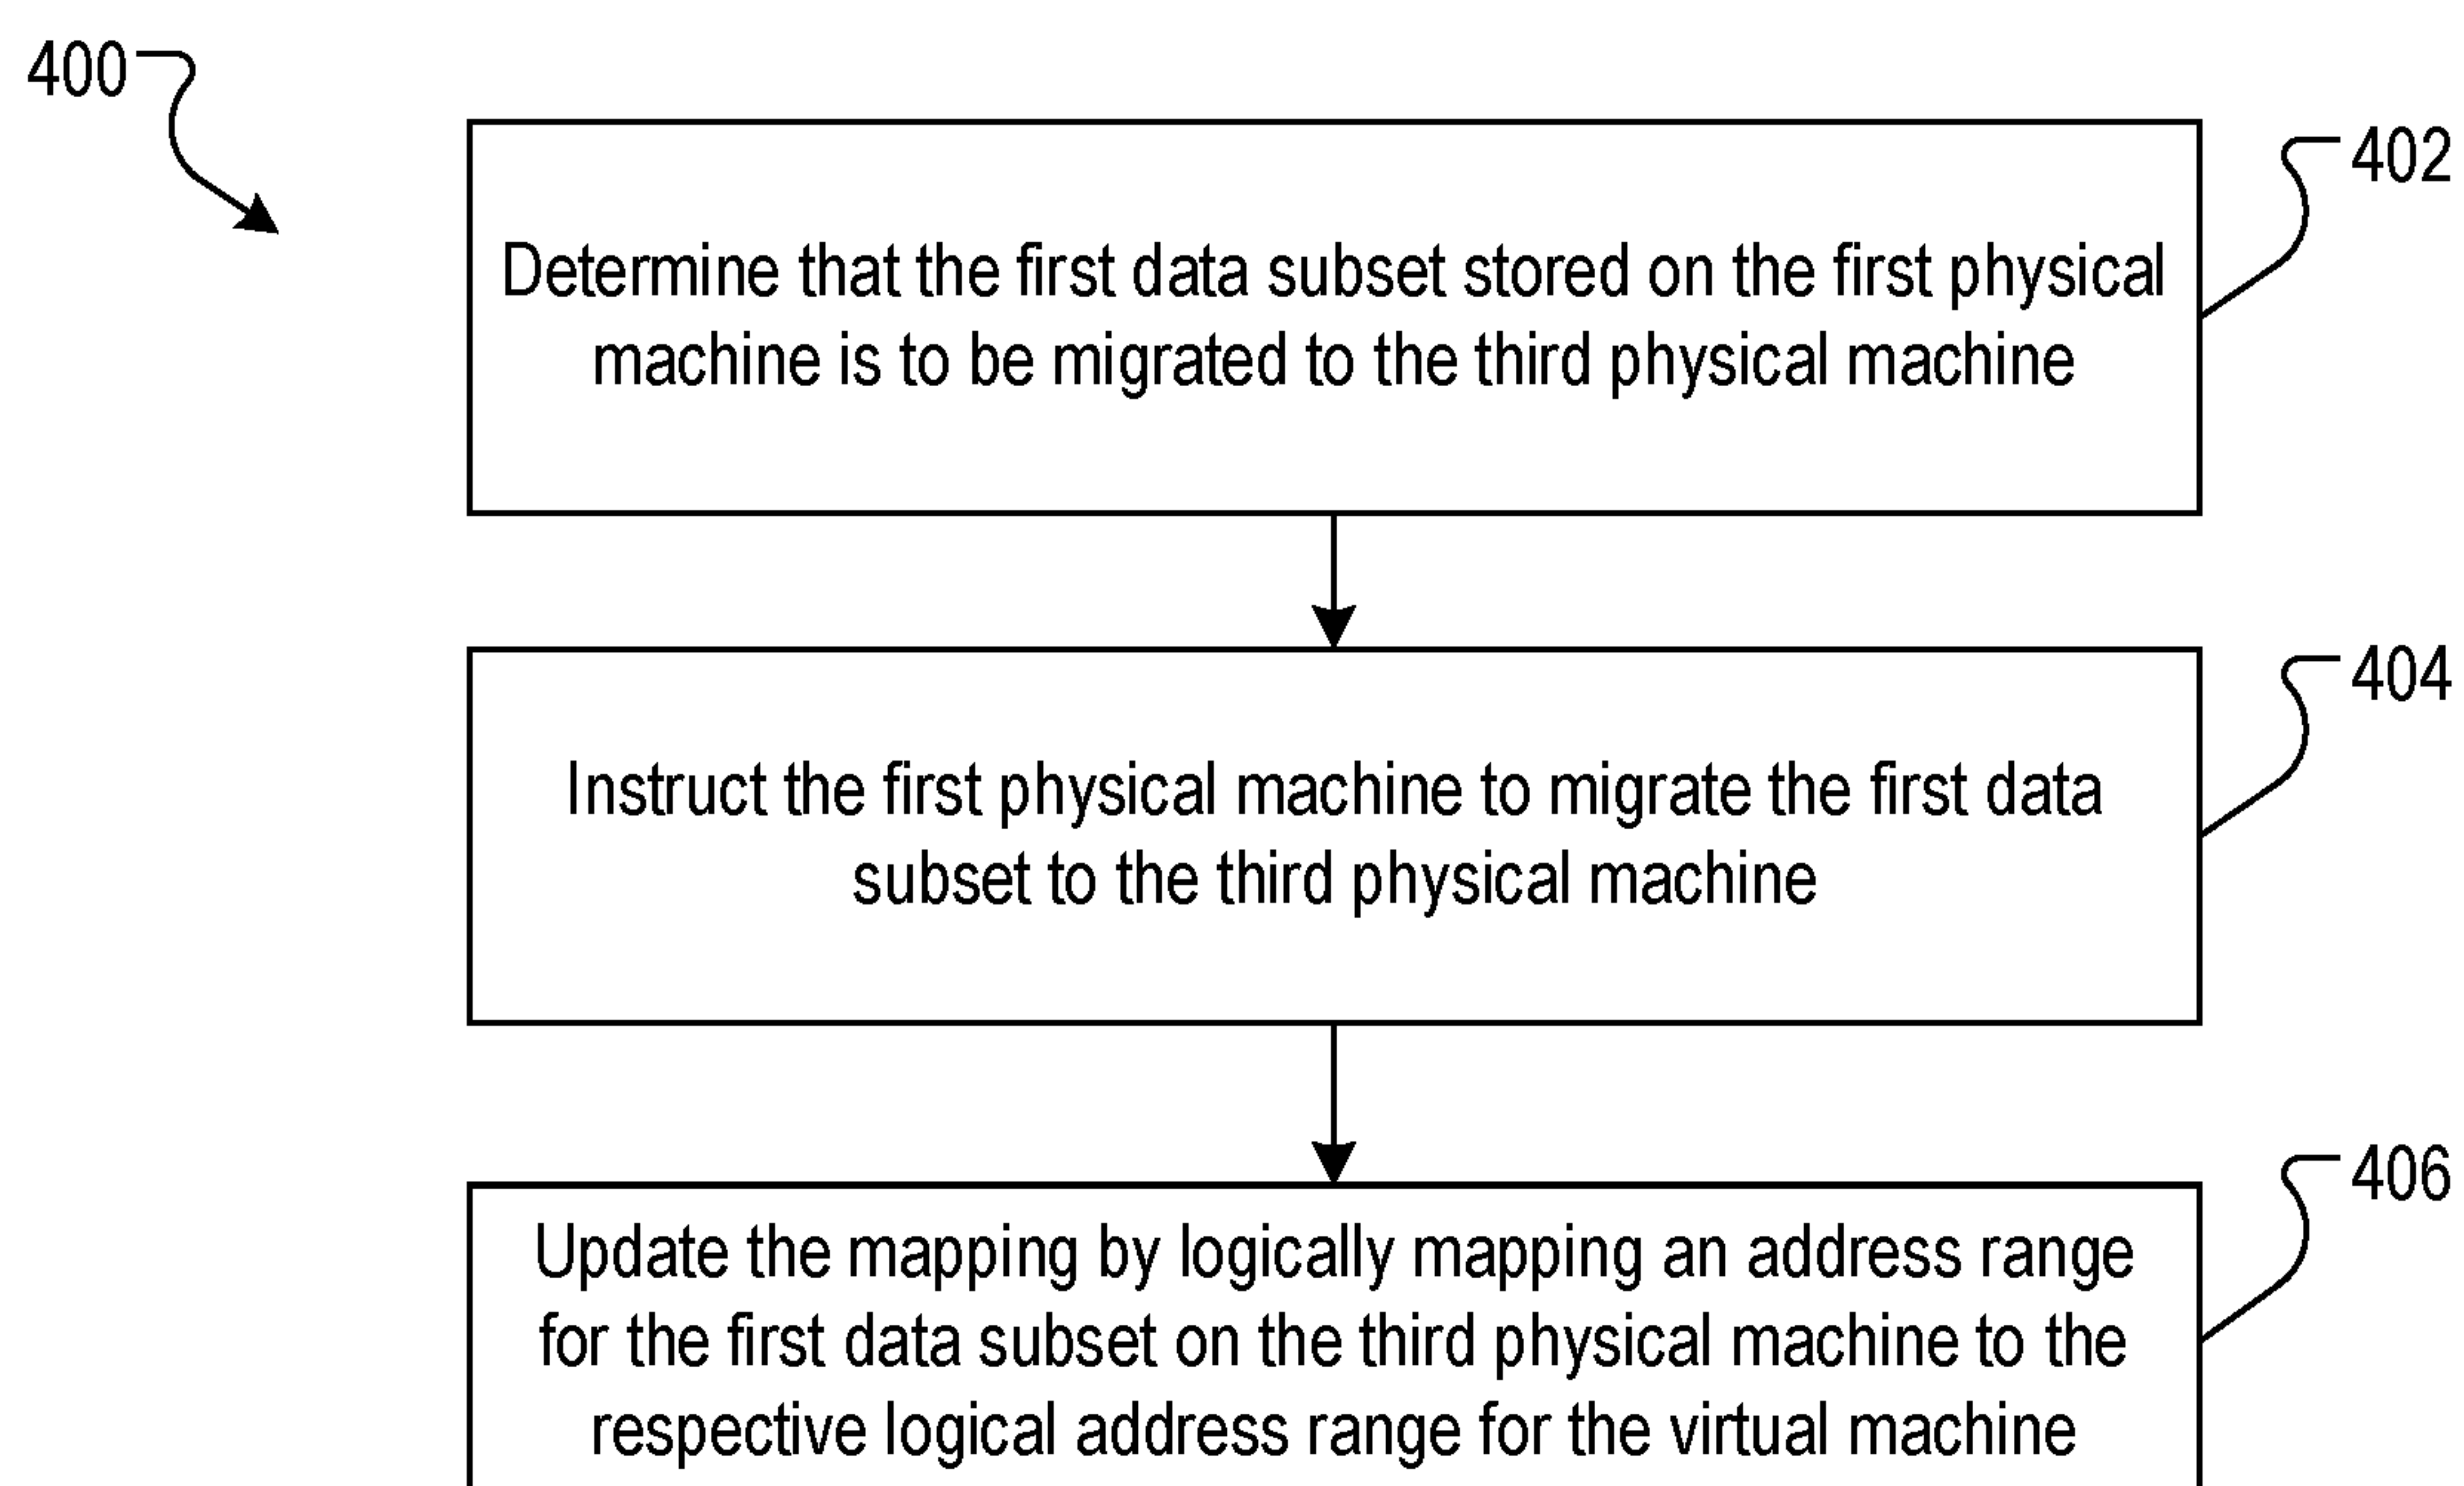 400
402
Determine that the first data subset stored on the first physical
machine is to be migrated to the third physical machine
404
Instruct the first physical machine to migrate the first data
subset to the third physical machine
406
Update the mapping by logically mapping an address range
for the first data subset on the third physical machine to the
respective logical address range for the virtual machine